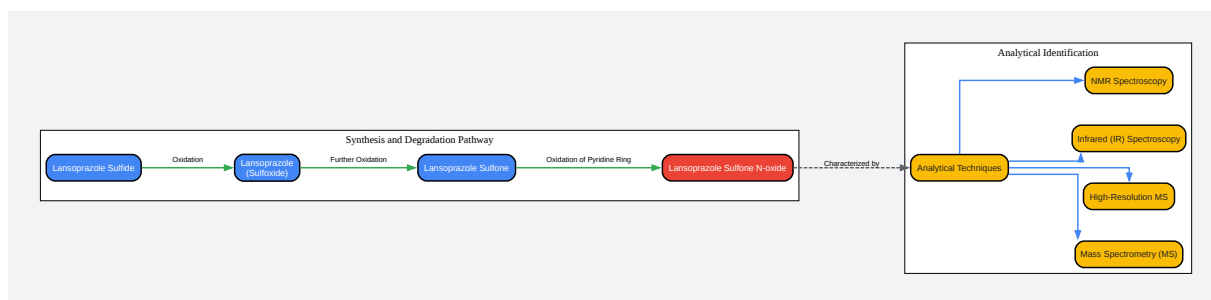 Analytical Identification
NMR Spectroscopy
Synthesis and Degradation Pathway
Infrared (IR) Spectroscopy
Lansoprazole Sulfide
Oxidation
Lansoprazole
(Sulfoxide)
Further Oxidation
Lansoprazole Sulfone
Oxidation of Pyridine Ring
Lansoprazole Sulfone N-oxide
Characterized by
Analytical Techniques
High-Resolution MS
Mass Spectrometry (MS)